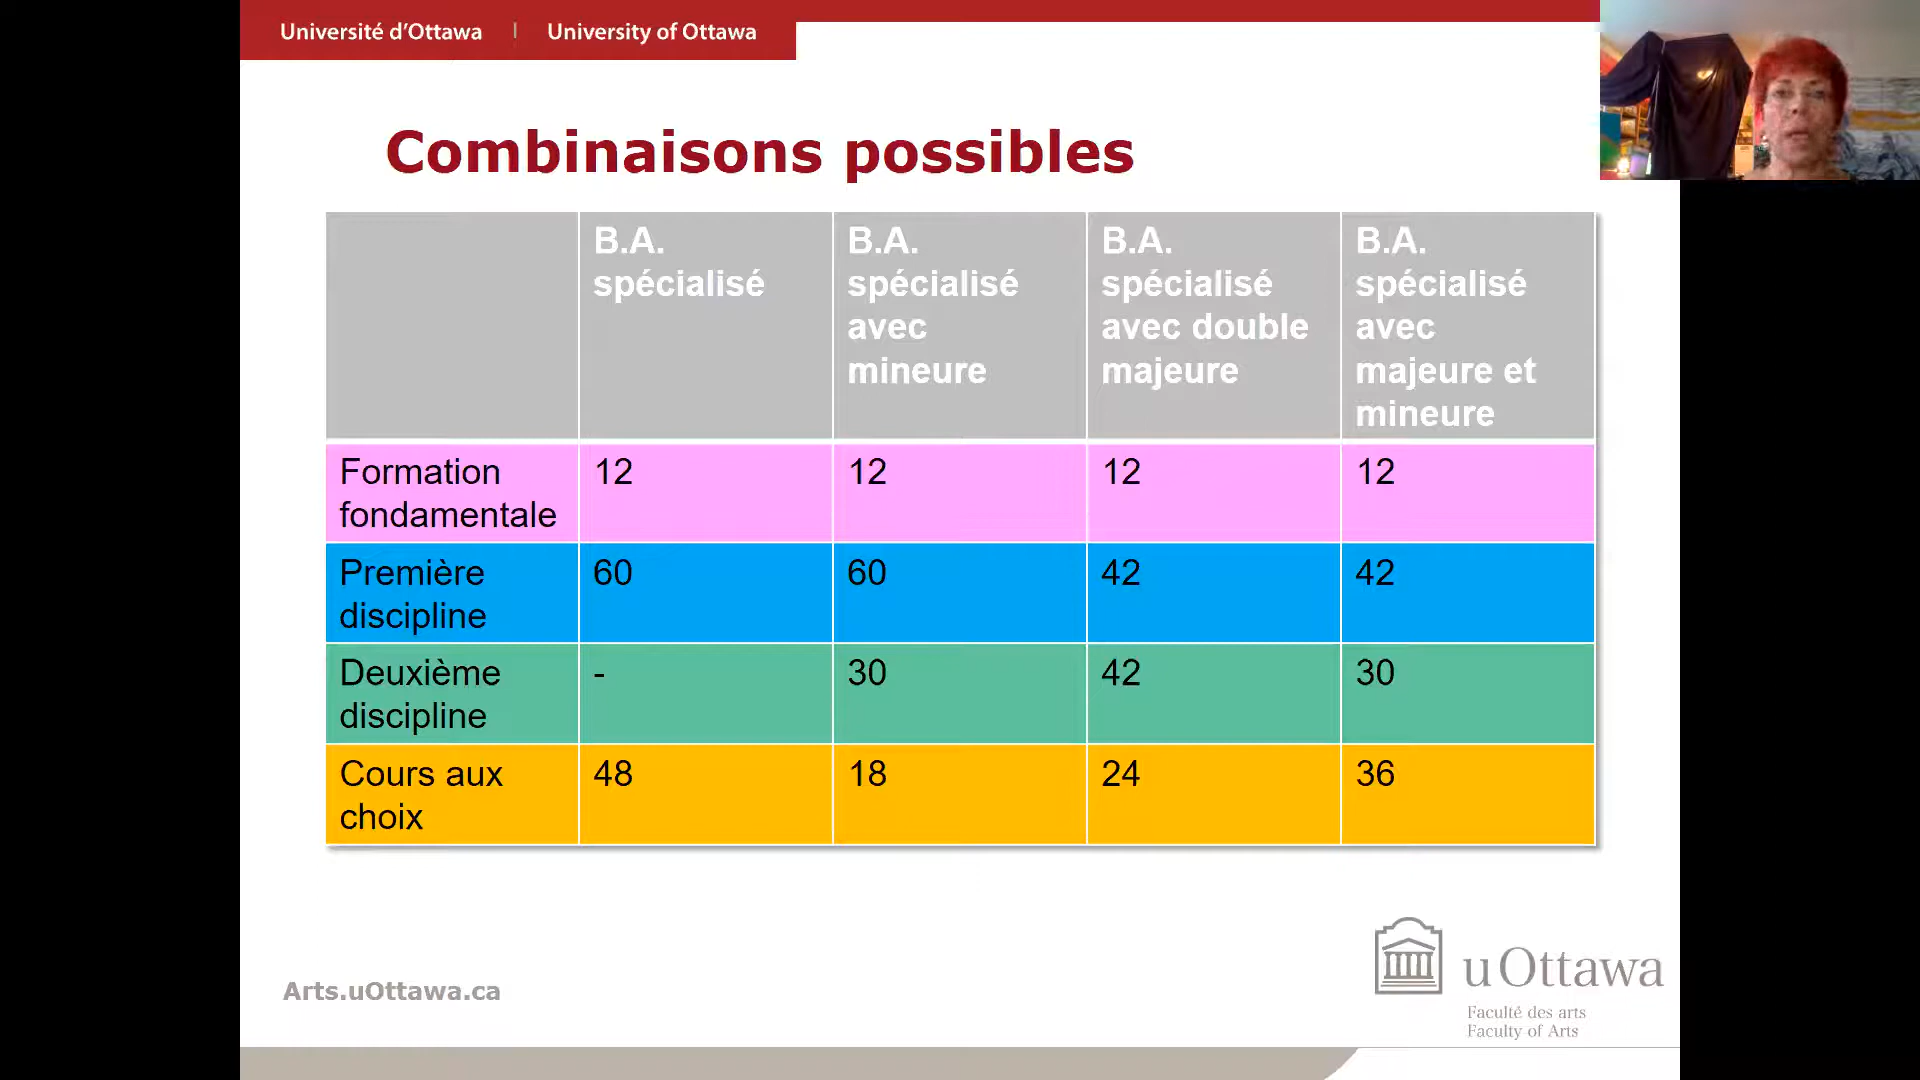 Université d'Ottawa | University of Ottawa
Combinaisons possibles
B.A.
spécialisé
B.A.
spécialisé
avec
mineure
B.A.
spécialisé
avec double
majeure
B.A.
spécialisé
avec
majeure et
mineure
Formation
fondamentale
12
12
12
12
Première
discipline
60
60
42
42
Deuxième
discipline
-
30
42
30
Cours aux
choix
48
18
24
36
Arts.uOttawa.ca
uOttawa
Faculté des arts
Faculty of Arts